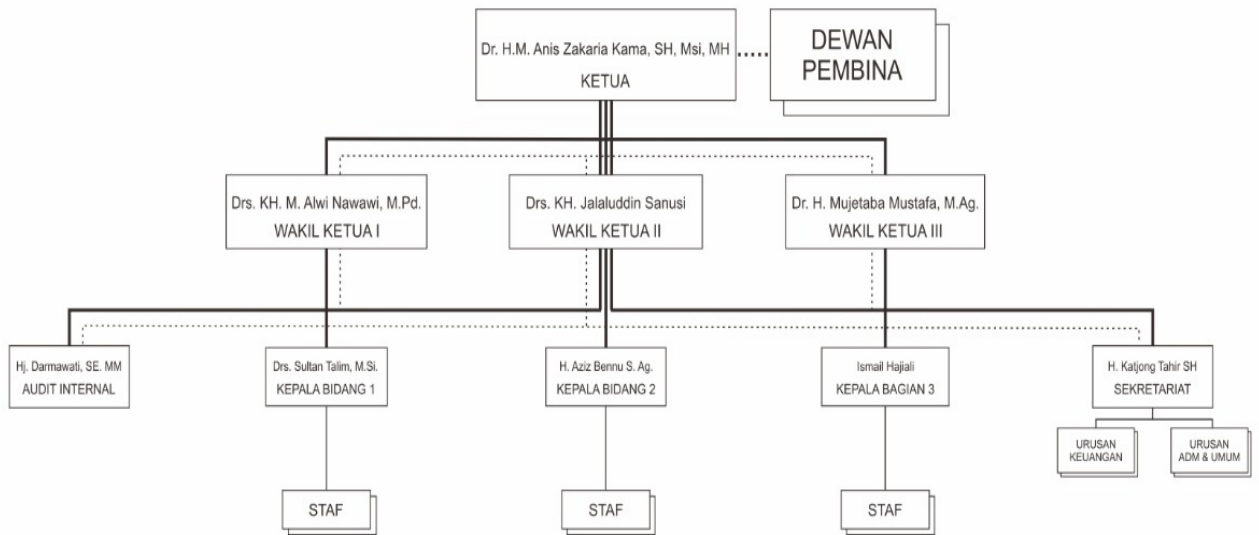 Dr. H.M. Anis Zakaria Kama, SH, Msi, MH
KETUA
DEWAN
PEMBINA
Drs. KH. M. Alwi Nawawi, M.Pd.
WAKIL KETUA I
Drs. KH. Jalaluddin Sanusi
WAKIL KETUA II
Dr. H. Mujetaba Mustafa, M.Ag.
WAKIL KETUA III
Hj. Darmawati, SE. MM
AUDIT INTERNAL
Drs. Sultan Talim, M.Si.
KEPALA BIDANG 1
H. Aziz Bennu S. Ag.
KEPALA BIDANG 2
Ismail Hajiali
KEPALA BAGIAN 3
H. Katjong Tahir SH
SEKRETARIAT
URUSAN
KEUANGAN
URUSAN
ADM & UMUM
STAF
STAF
STAF